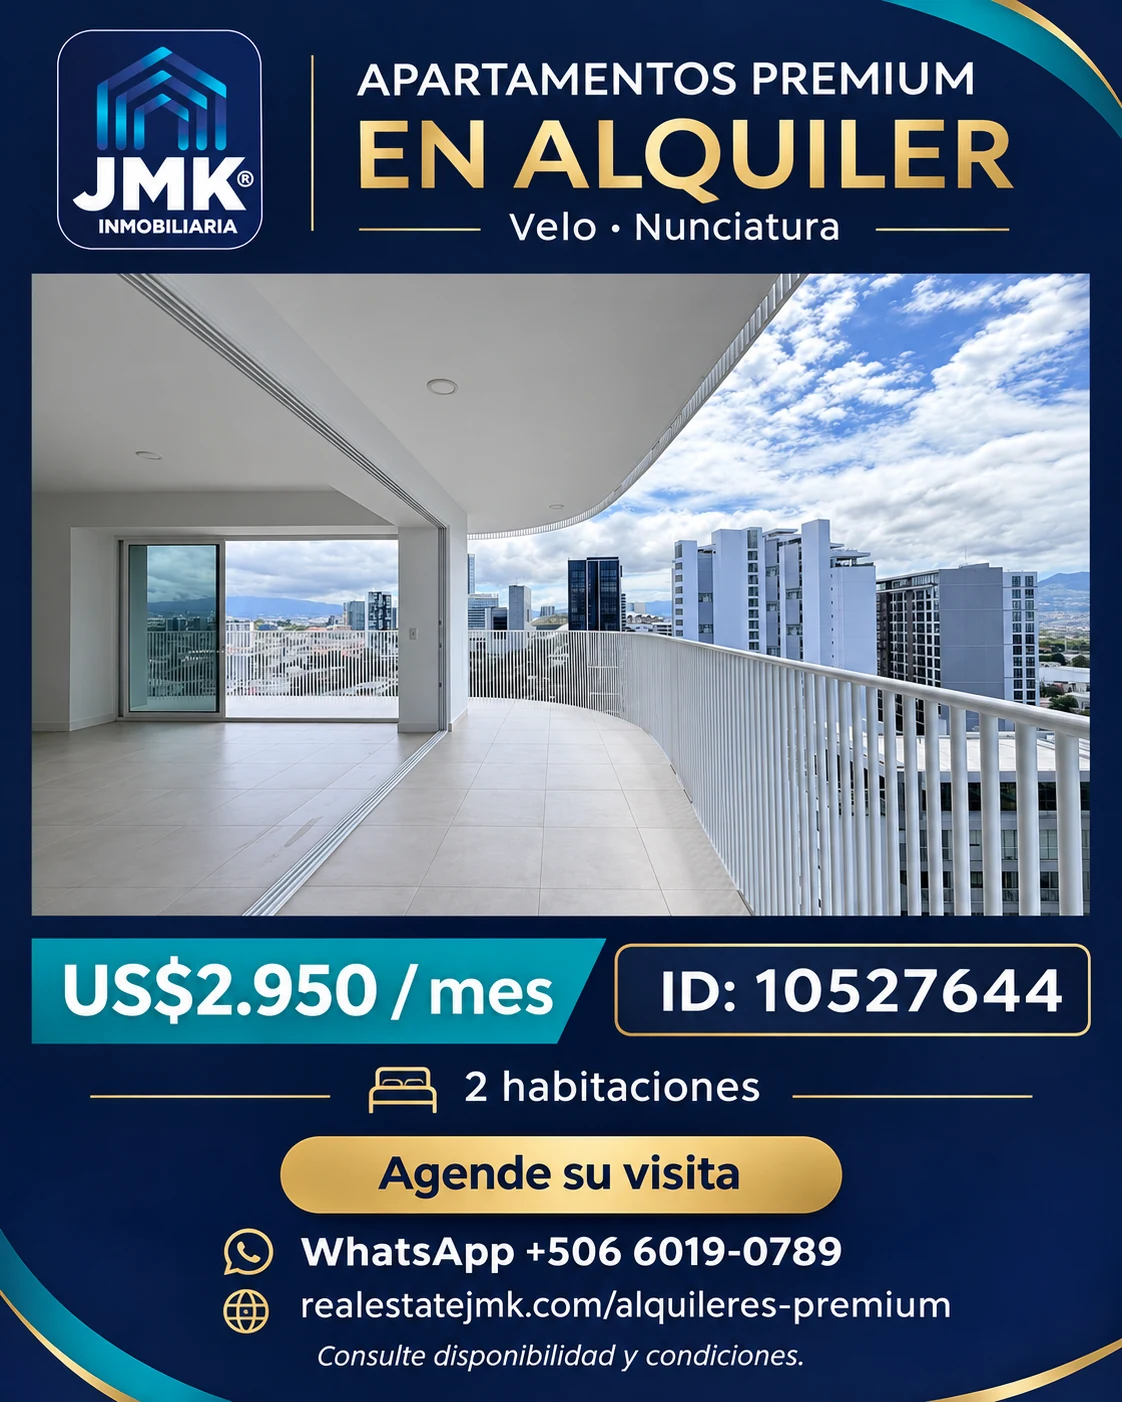 JMK®
INMOBILIARIA
APARTAMENTOS PREMIUM
EN ALQUILER
Velo • Nunciatura
US$2.950 / mes
ID: 10527644
2 habitaciones
Agende su visita
WhatsApp +506 6019-0789
realestatejmk.com/alquileres-premium
Consulte disponibilidad y condiciones.